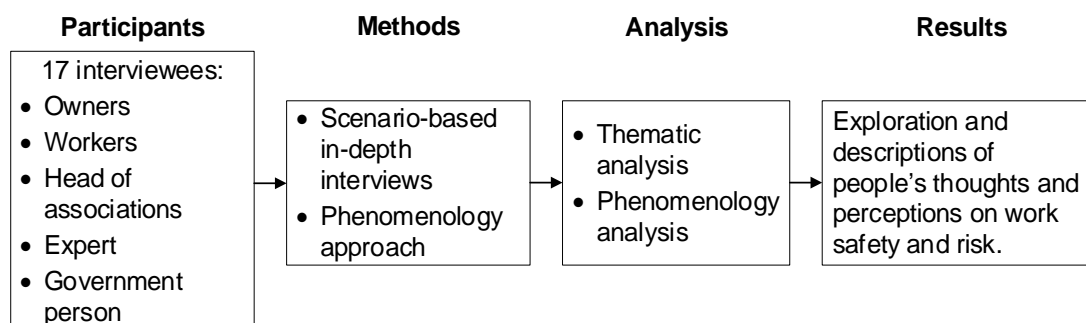 Participants
Methods
Analysis
Results
17 interviewees:
• Owners
• Workers
• Head of
associations
• Expert
• Government
person
• Scenario-based
in-depth
interviews
• Phenomenology
approach
• Thematic
analysis
• Phenomenology
analysis
Exploration and
descriptions of
people's thoughts and
perceptions on work
safety and risk.